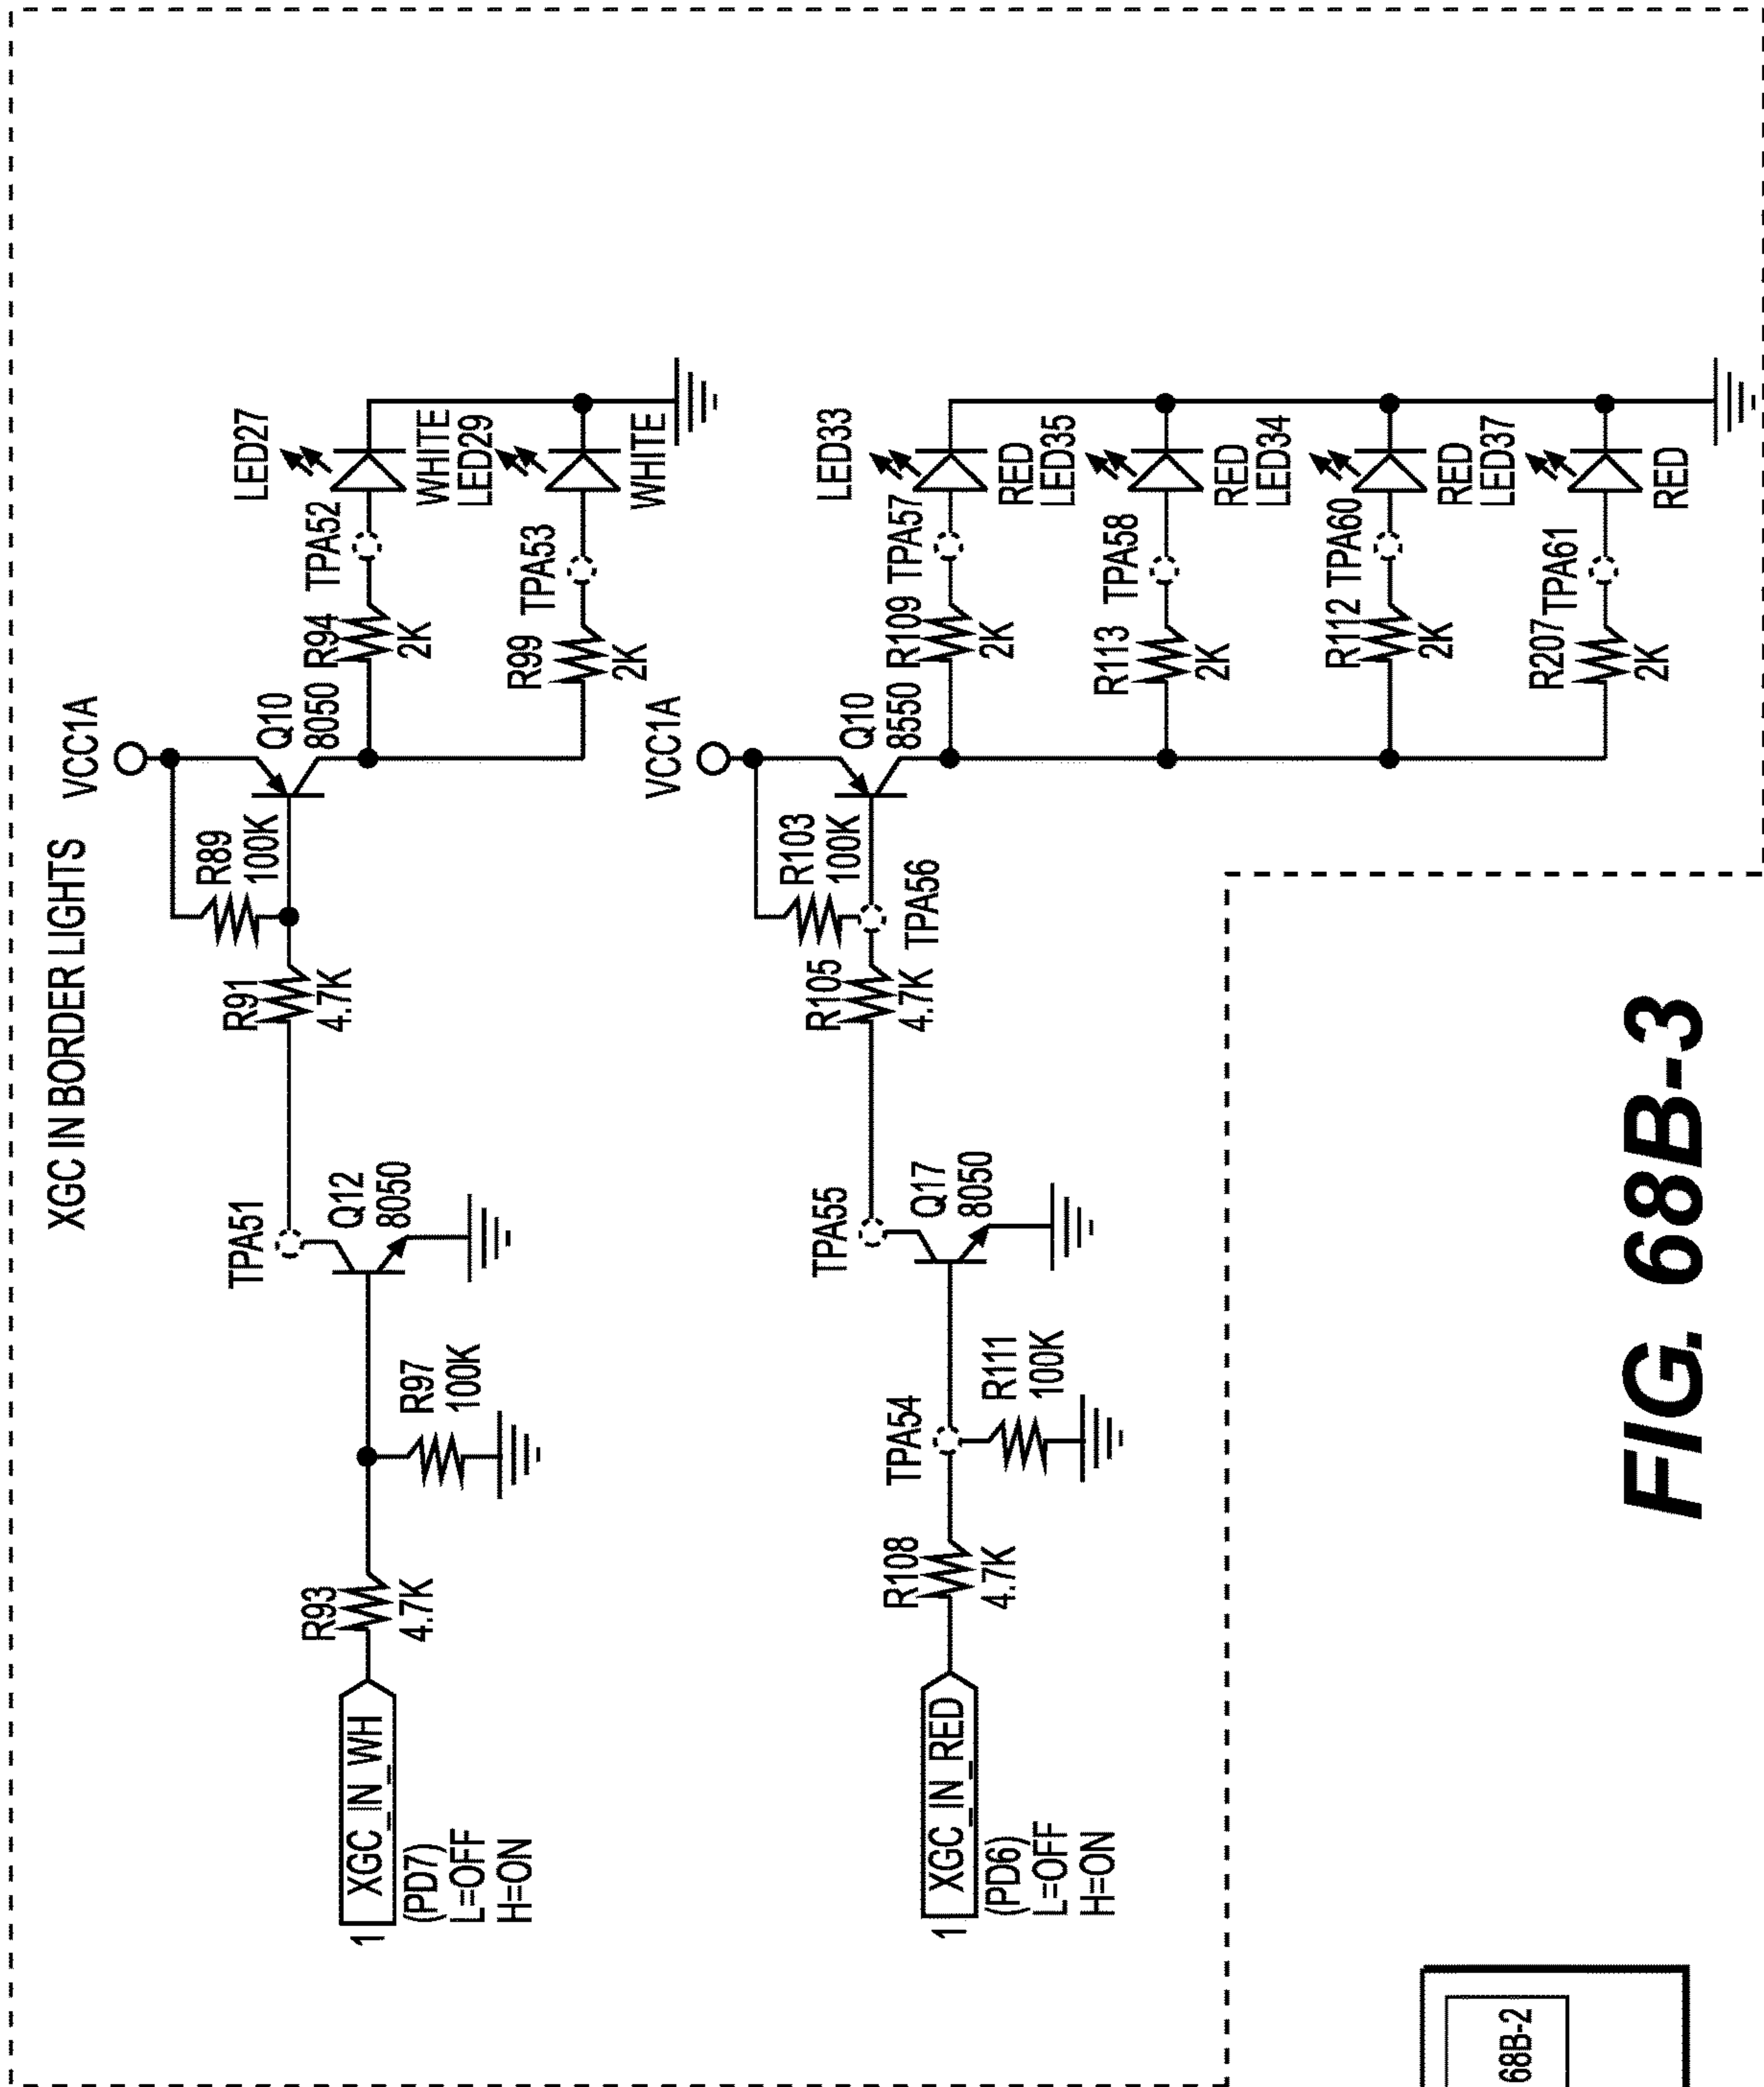 XGC IN BORDER LIGHTS
VCC1A
R89
100K
Q10
8050
R91
4.7K
TPA51
Q12
8050
R97
100K
R93
4.7K
1
XGC_IN_WH
(PD7)
L=OFF
H=ON
R94
2K
TPA52
LED27
WHITE
R99
2K
TPA53
LED29
WHITE
VCC1A
R103
100K
Q10
8550
TPA56
R105
4.7K
TPA55
Q17
8050
TPA54
R111
100K
R108
4.7K
1
XGC_IN_RED
(PD6)
L=OFF
H=ON
R109
2K
TPA57
LED33
RED
R113
2K
TPA58
LED35
RED
R112
2K
TPA60
LED34
RED
R207
2K
TPA61
LED37
RED
68B-2
FIG. 68B-3